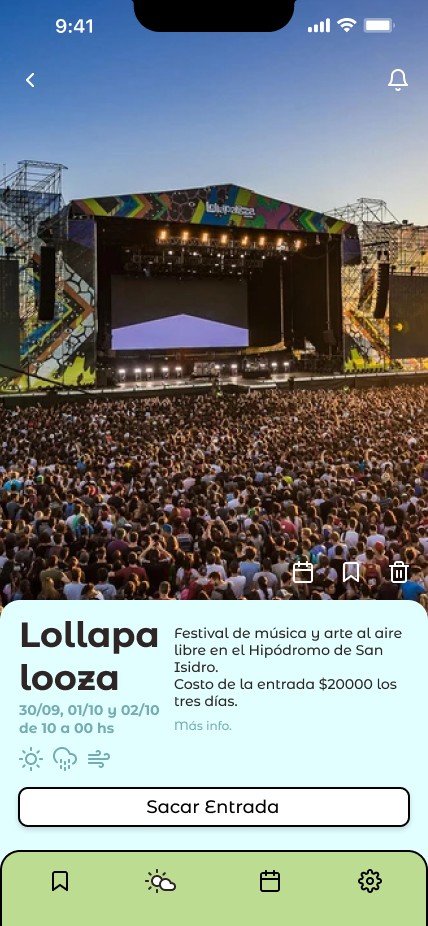 9:41
Lollapalooza
Lollapa
looza
30/09, 01/10 y 02/10
de 10 a 00 hs
Festival de música y arte al aire
libre en el Hipódromo de San
Isidro.
Costo de la entrada $20000 los
tres días.
Más info.
Sacar Entrada